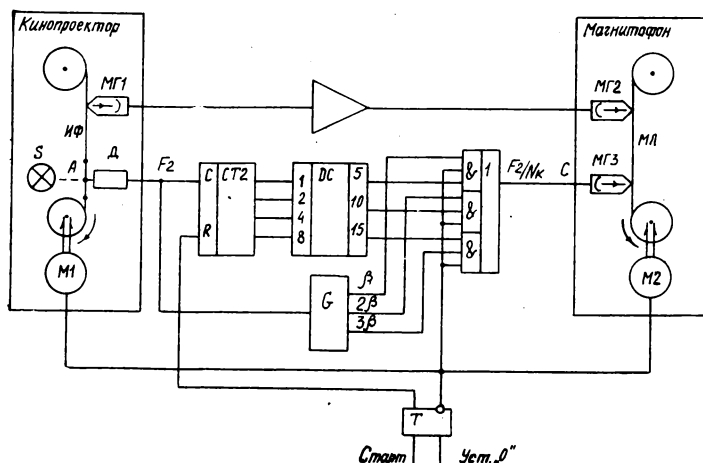 Кинопроектор
Магнитофон
МГ1
МГ2
ИФ
МЛ
S
A
Д
F2
C
CT2
R
1
2
4
8
DC
5
10
15
&
&
&
1
F2/Nк
C
МГ3
G
β
2β
3β
М1
М2
T
Старт
Уст. „0"